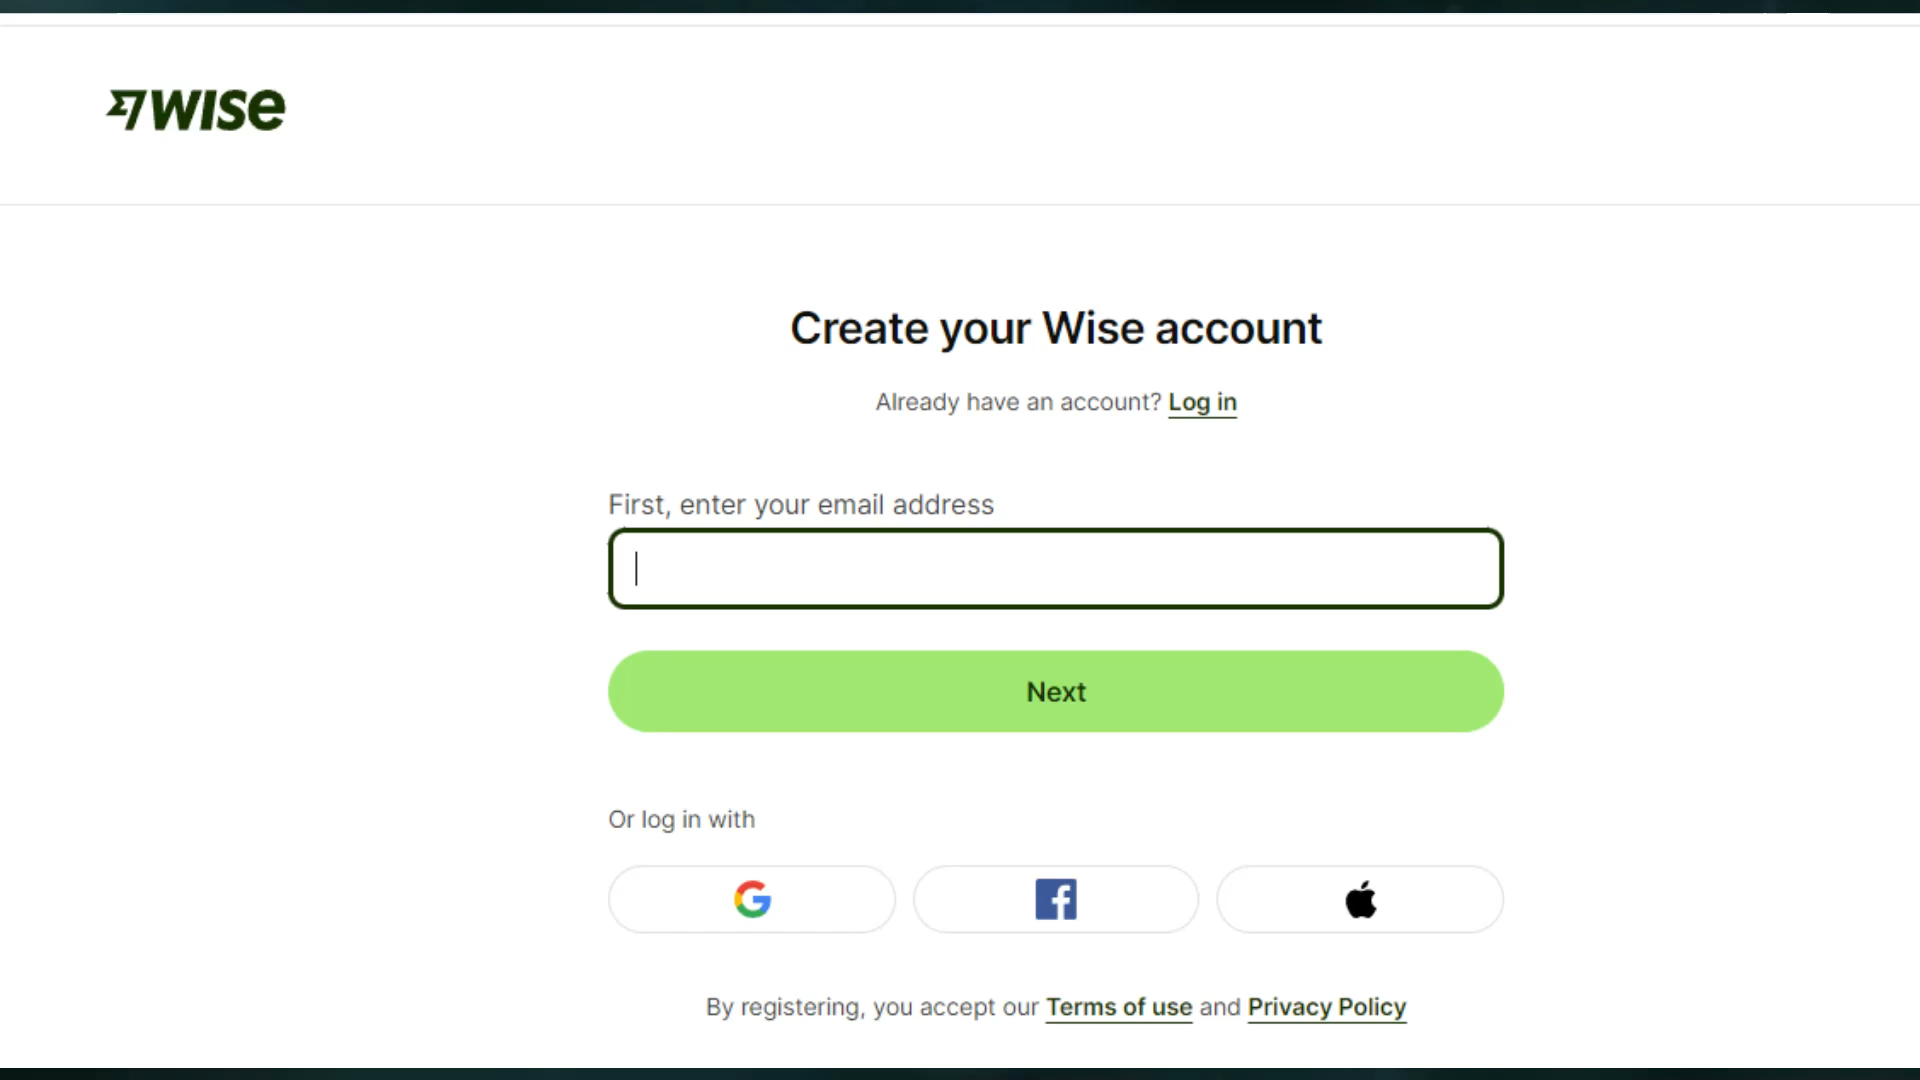 WISE
Create your Wise account
Already have an account? Log in
First, enter your email address
Next
Or log in with
By registering, you accept our Terms of use and Privacy Policy